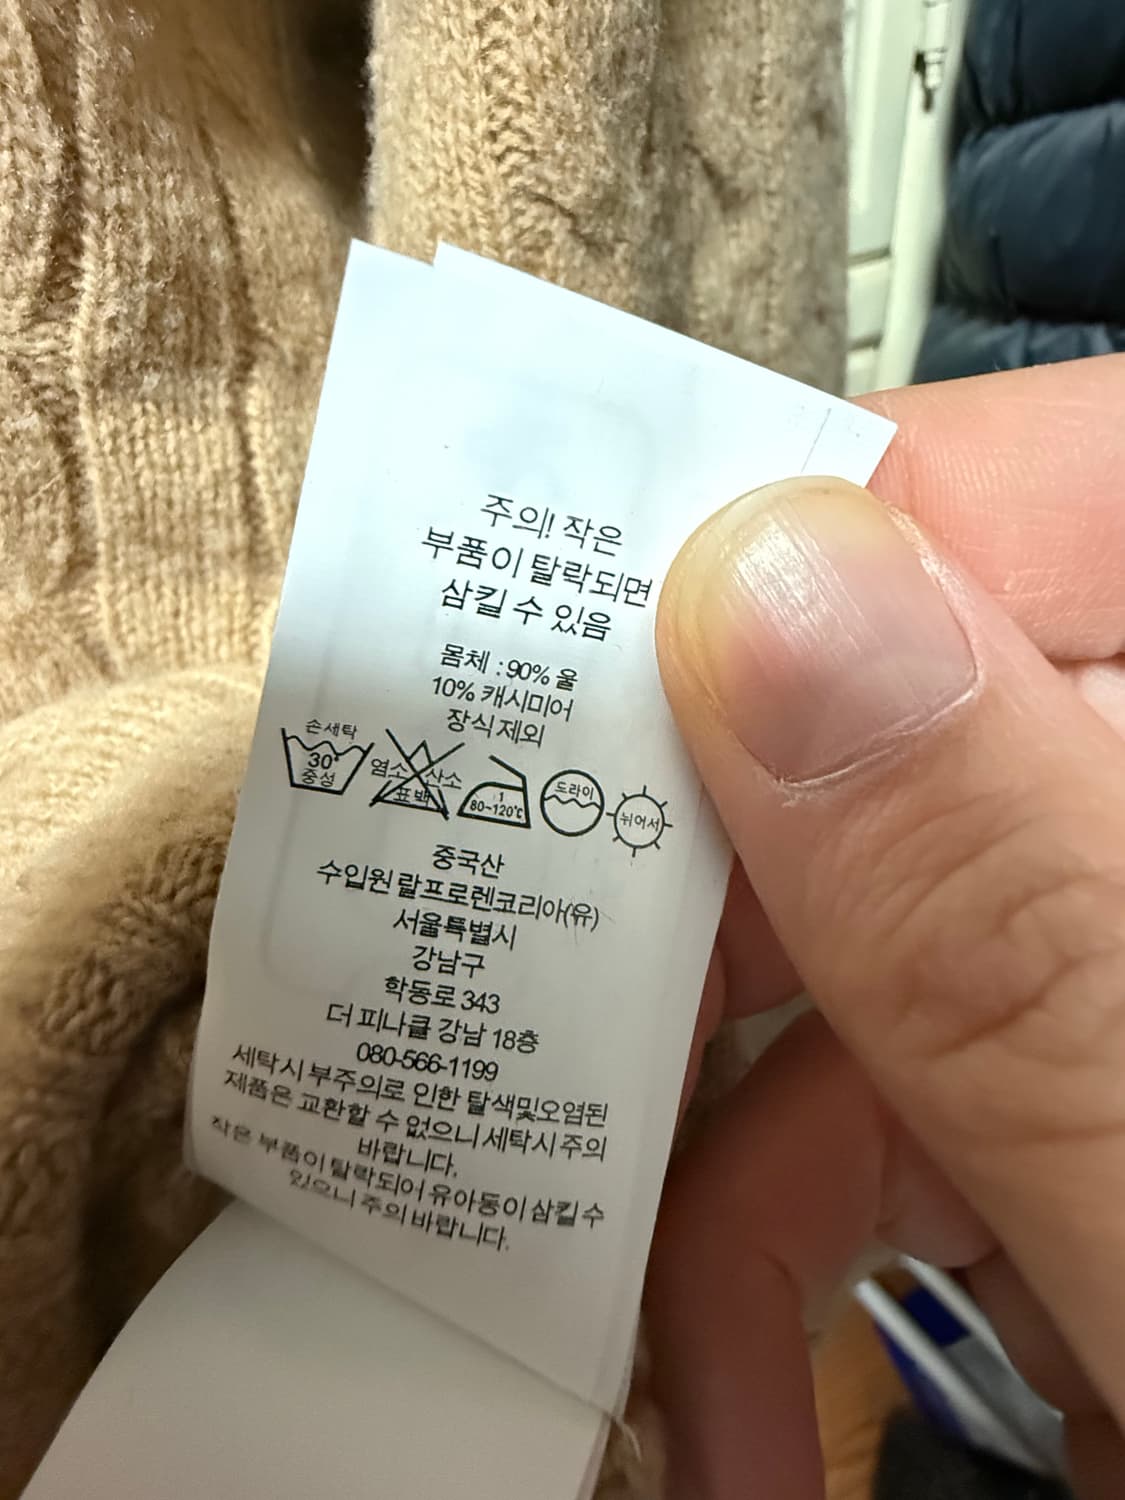 주의! 작은
부품이 탈락되면
삼킬 수 있음
몸체 : 90% 울
10% 캐시미어
장식 제외
손세탁
30°
중성
염소 산소
표백
1
80~120℃
드라이
뉘어서
중국산
수입원 랄프로렌코리아(유)
서울특별시
강남구
학동로 343
더 피나클 강남 18층
080-566-1199
세탁시 부주의로 인한 탈색및오염된
제품은 교환할 수 없으니 세탁시 주의
바랍니다.
작은 부품이 탈락되어 유아동이 삼킬 수
있으니 주의 바랍니다.